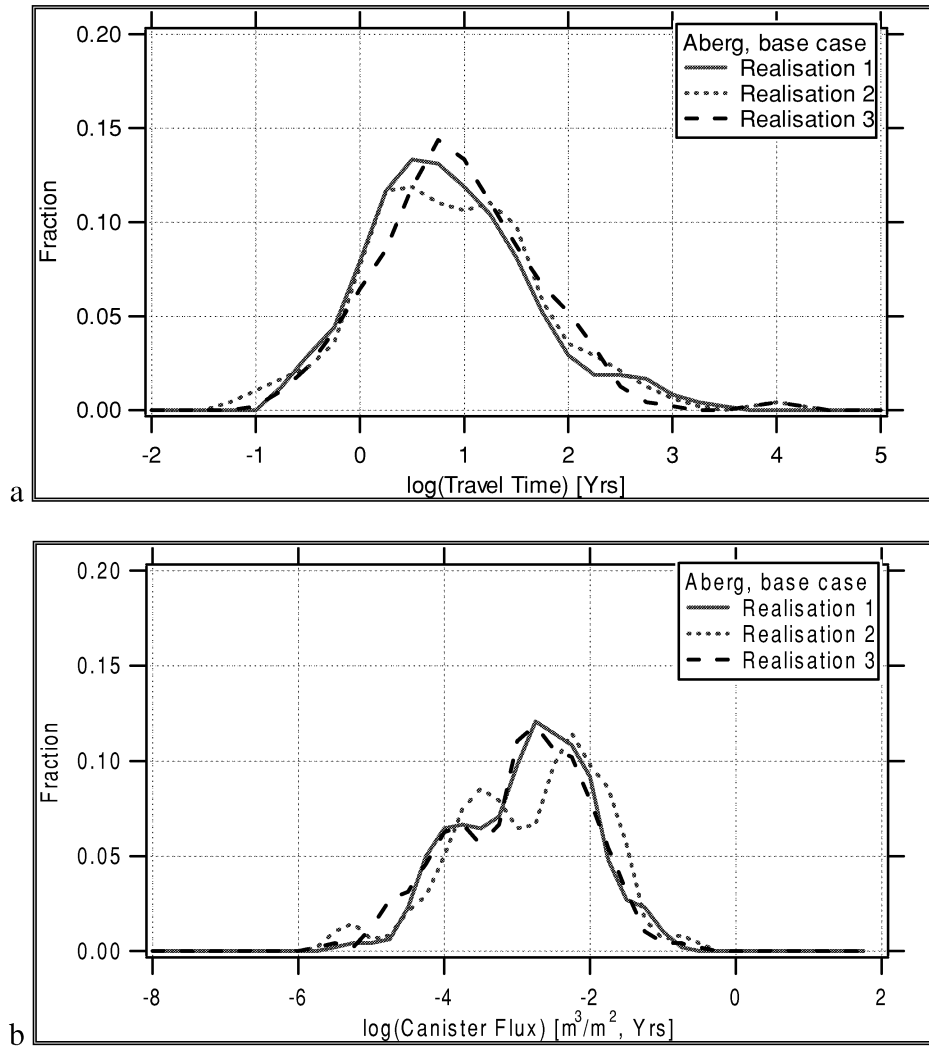 0.20
0.15
0.10
0.05
0.00
Fraction
Aberg, base case
Realisation 1
Realisation 2
Realisation 3
-2 -1 0 1 2 3 4 5
log(Travel Time) [Yrs]
a
0.20
0.15
0.10
0.05
0.00
Fraction
Aberg, base case
Realisation 1
Realisation 2
Realisation 3
-8 -6 -4 -2 0 2
log(Canister Flux) [m³/m², Yrs]
b